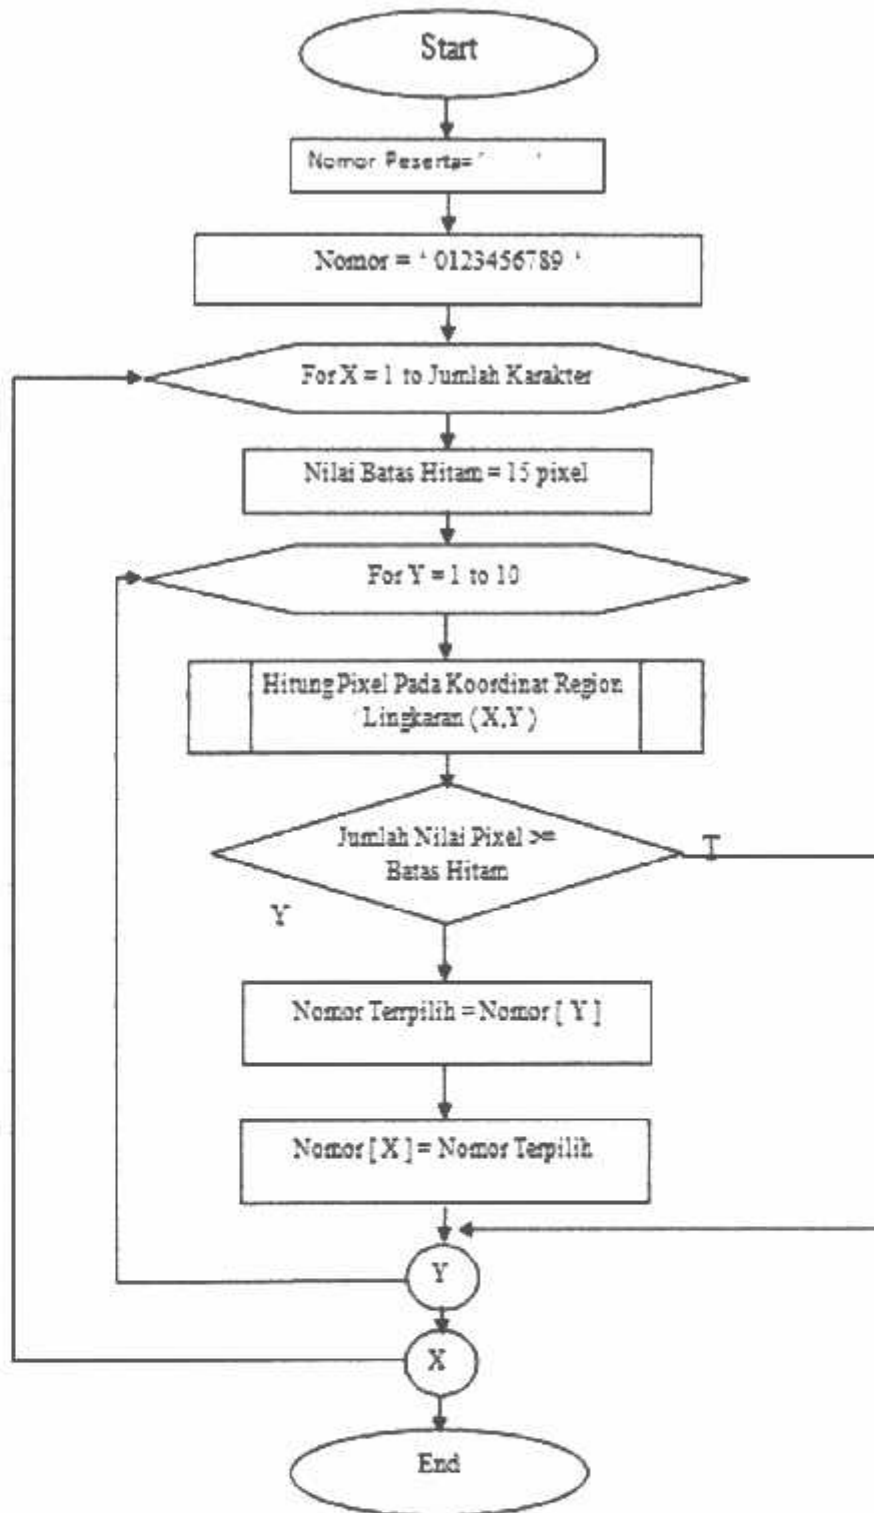 Start
Nomor Peserta= ' '
Nomor = ' 0123456789 '
For X = 1 to Jumlah Karakter
Nilai Batas Hitam = 15 pixel
For Y = 1 to 10
Hitung Pixel Pada Koordinat Region
Lingkaran ( X,Y )
Jumlah Nilai Pixel >=
Batas Hitam
T
Y
Nomor Terrpilih = Nomor [ Y ]
Nomor [ X ] = Nomor Terpilih
Y
X
End